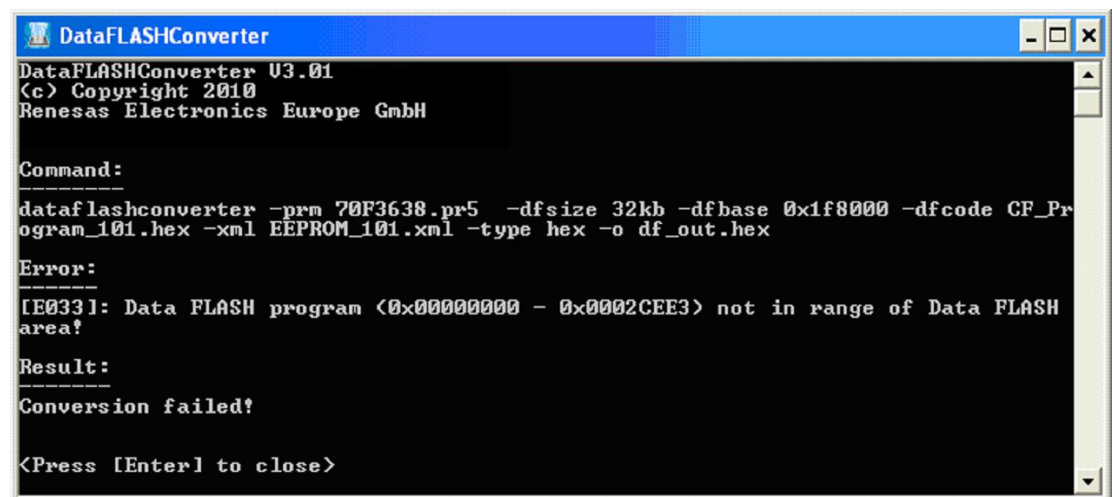 DataFLASHConverter
DataFLASHConverter V3.01
(c) Copyright 2010
Renesas Electronics Europe GmbH
Command:
--------
dataflashconverter -prm 70F3638.pr5  -dfsize 32kb -dfbase 0x1f8000 -dfcode CF_Pr
ogram_101.hex -xml EEPROM_101.xml -type hex -o df_out.hex
Error:
------
[E033]: Data FLASH program (0x00000000 - 0x0002CEE3) not in range of Data FLASH
area!
Result:
-------
Conversion failed!
<Press [Enter] to close>